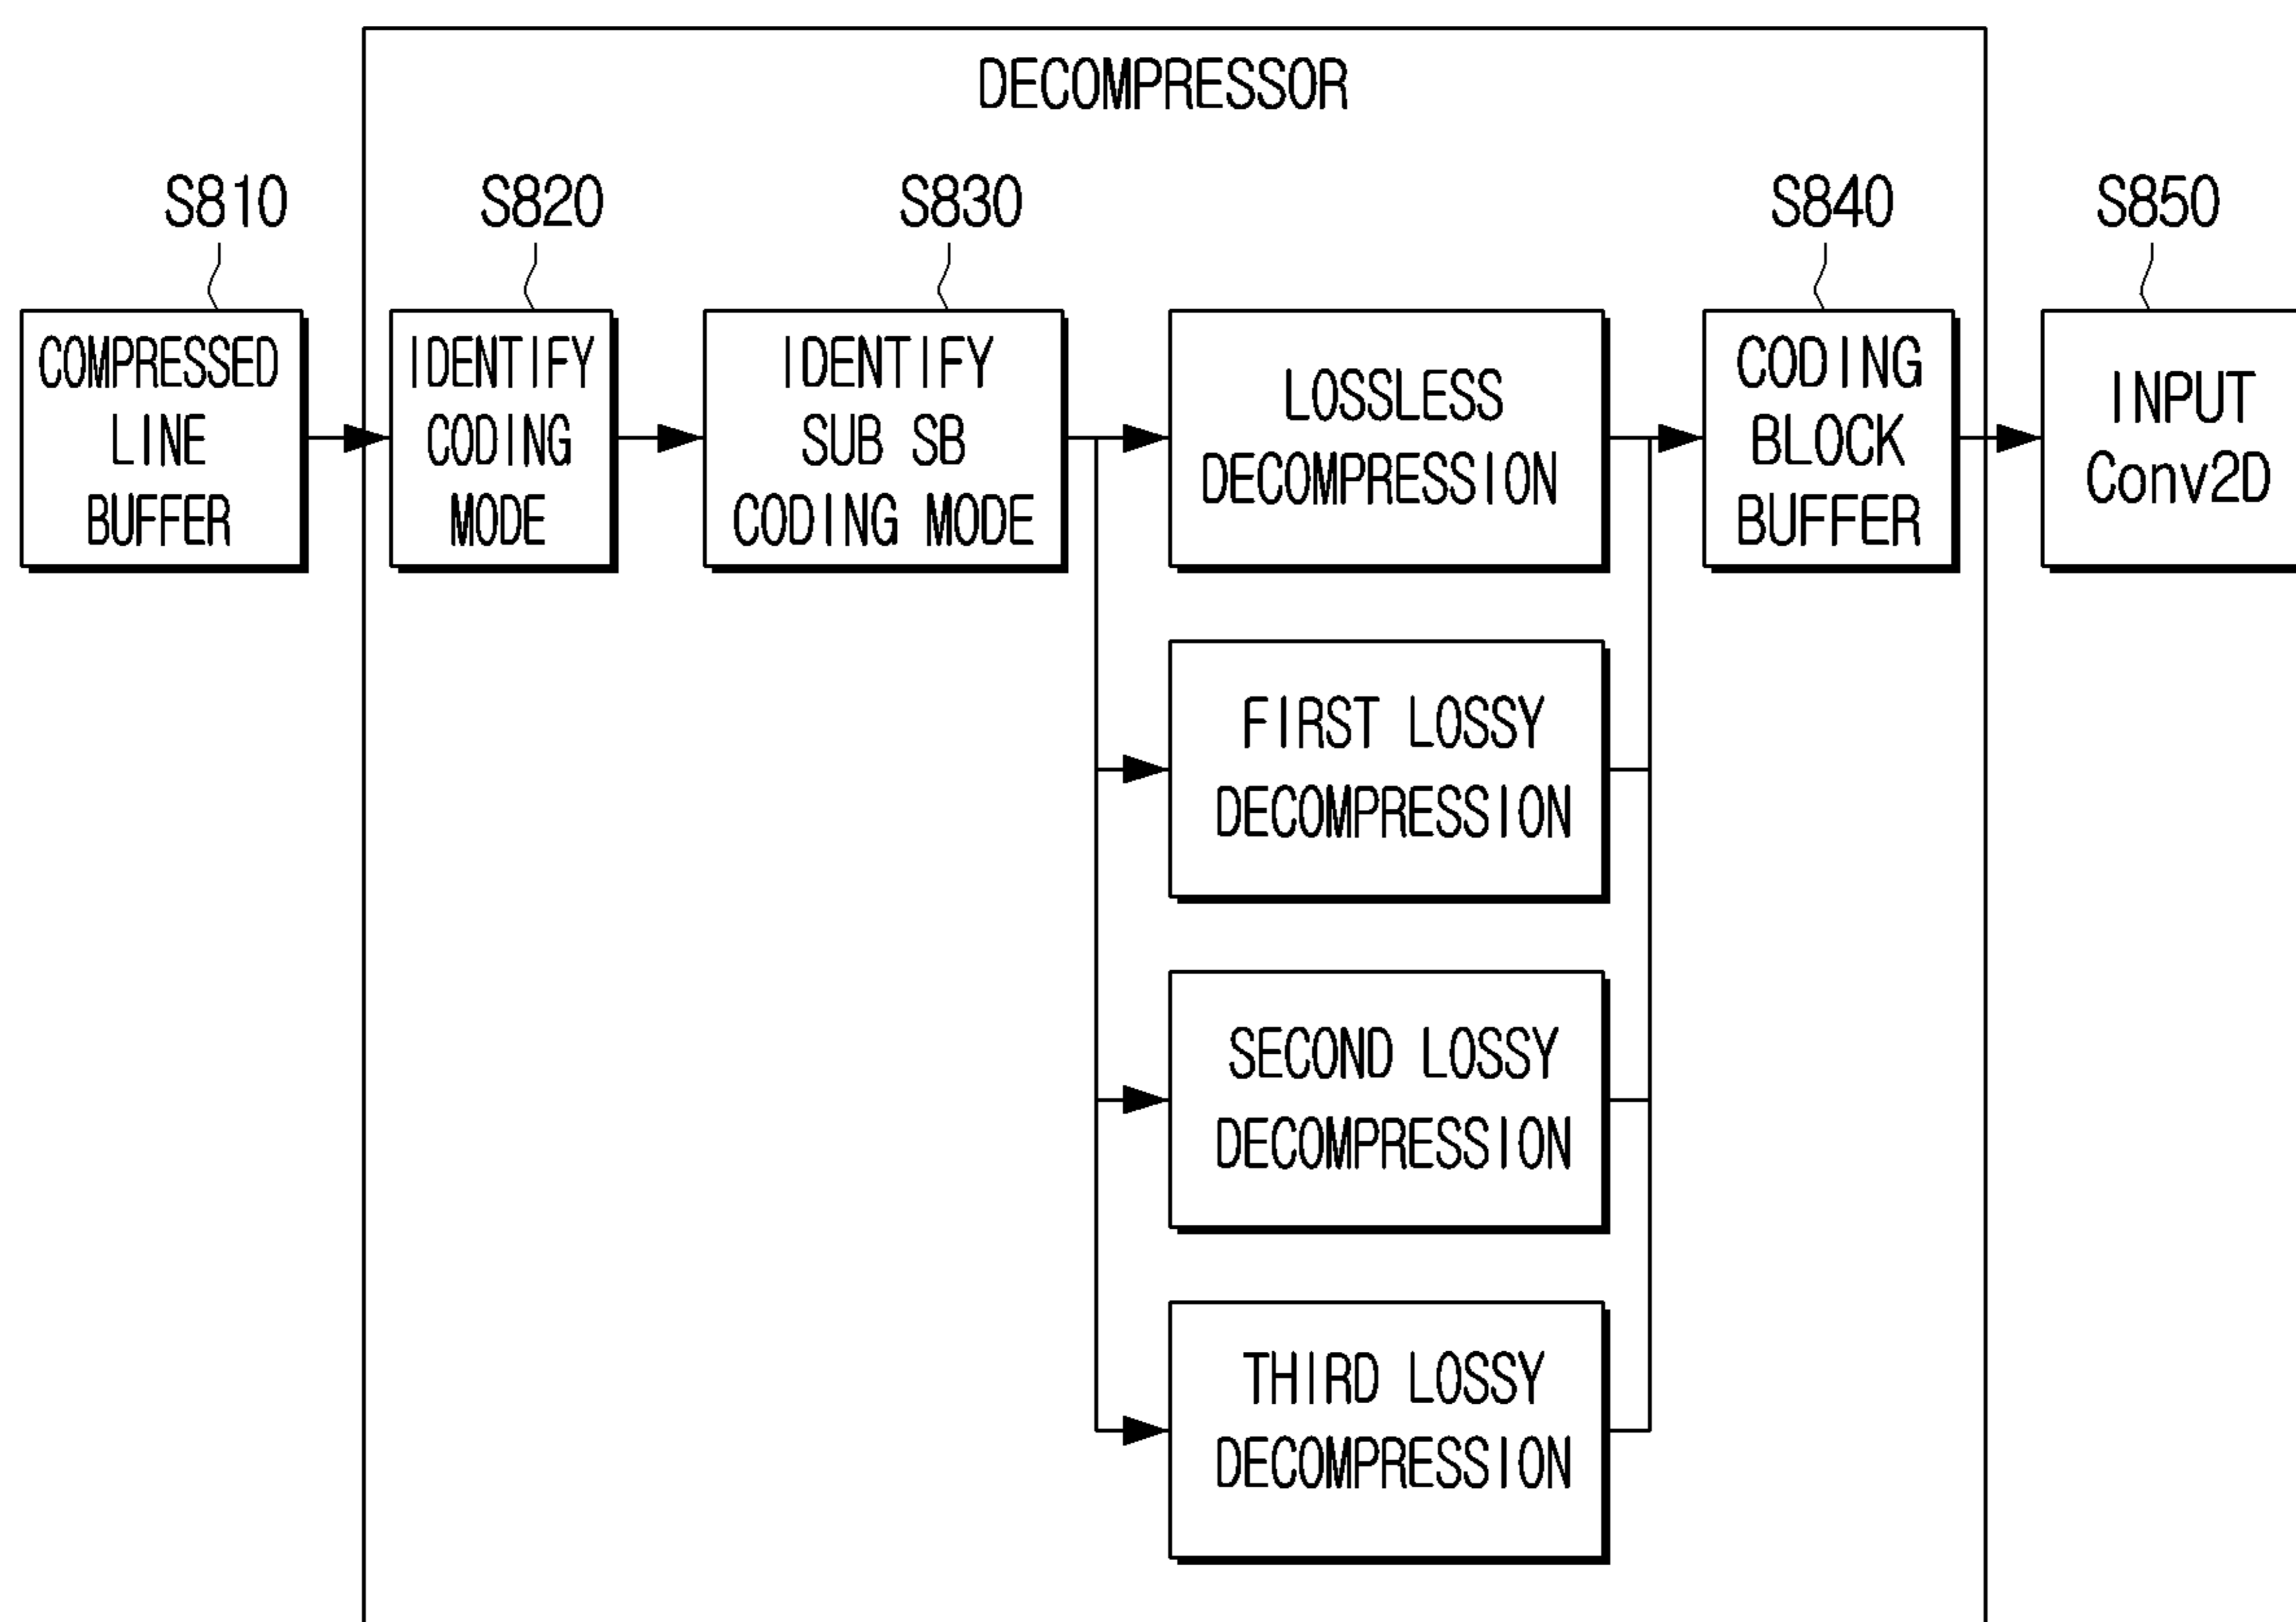 DECOMPRESSOR
S810
S820
S830
S840
S850
COMPRESSED
LINE
BUFFER
IDENTIFY
CODING
MODE
IDENTIFY
SUB SB
CODING MODE
LOSSLESS
DECOMPRESSION
CODING
BLOCK
BUFFER
INPUT
Conv2D
FIRST LOSSY
DECOMPRESSION
SECOND LOSSY
DECOMPRESSION
THIRD LOSSY
DECOMPRESSION